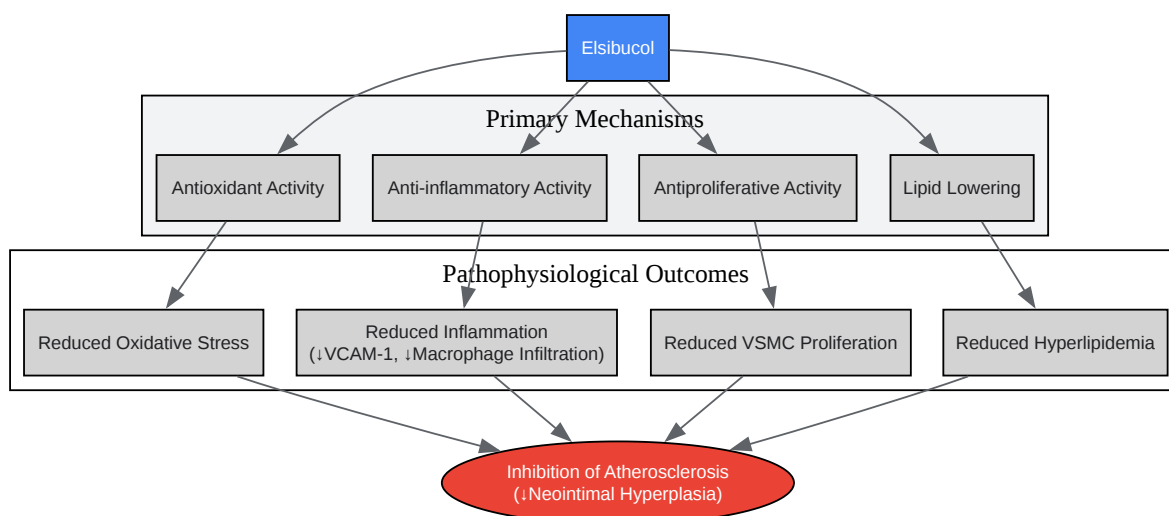 Elsibucol
Primary Mechanisms
Antioxidant Activity
Anti-inflammatory Activity
Antiproliferative Activity
Lipid Lowering
Pathophysiological Outcomes
Reduced Oxidative Stress
Reduced Inflammation
(↓VCAM-1, ↓Macrophage Infiltration)
Reduced VSMC Proliferation
Reduced Hyperlipidemia
Inhibition of Atherosclerosis
(↓Neointimal Hyperplasia)